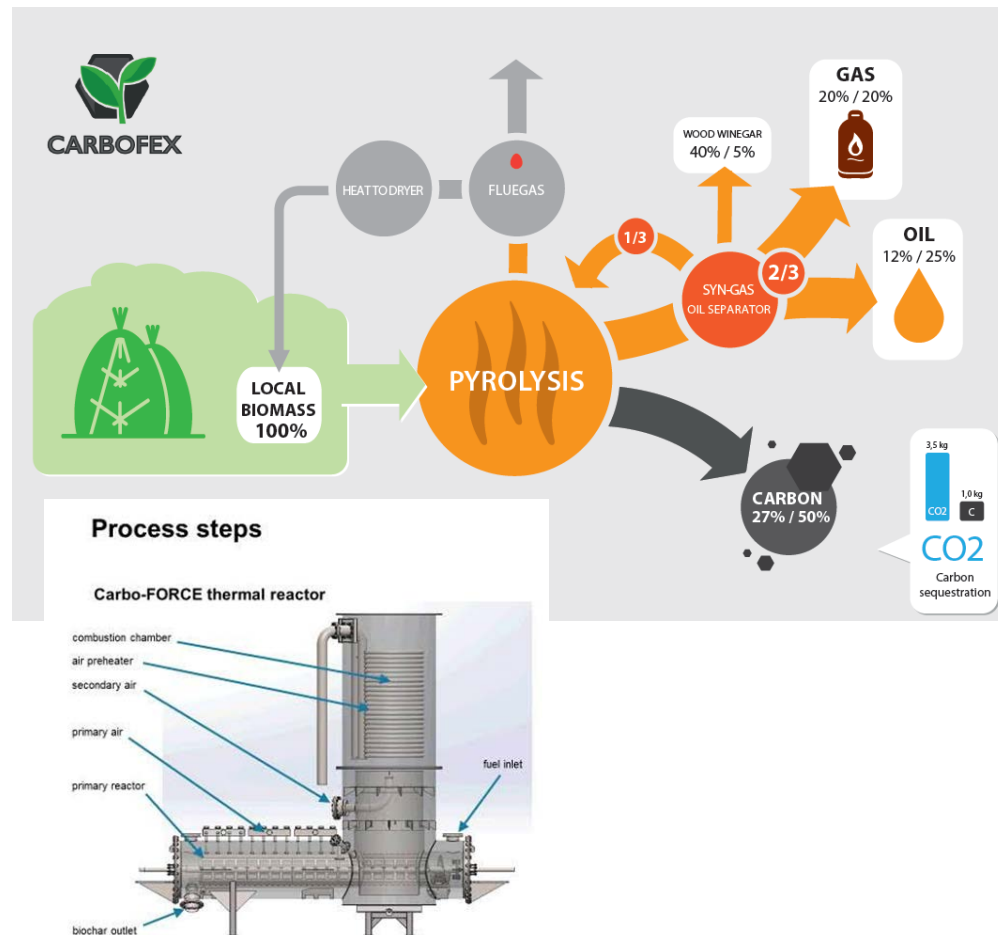 CARBOFEX
GAS
20% / 20%
WOOD WINEGAR
40% / 5%
HEAT TO DRYER
FLUEGAS
1/3
OIL
12% / 25%
2/3
SYN-GAS
OIL SEPARATOR
LOCAL
BIOMASS
100%
PYROLYSIS
CARBON
27% / 50%
3,5 kg
1,0 kg
CO2
C
CO2
Carbon
sequestration
Process steps
Carbo-FORCE thermal reactor
combustion chamber
air preheater
secondary air
primary air
fuel inlet
primary reactor
biochar outlet